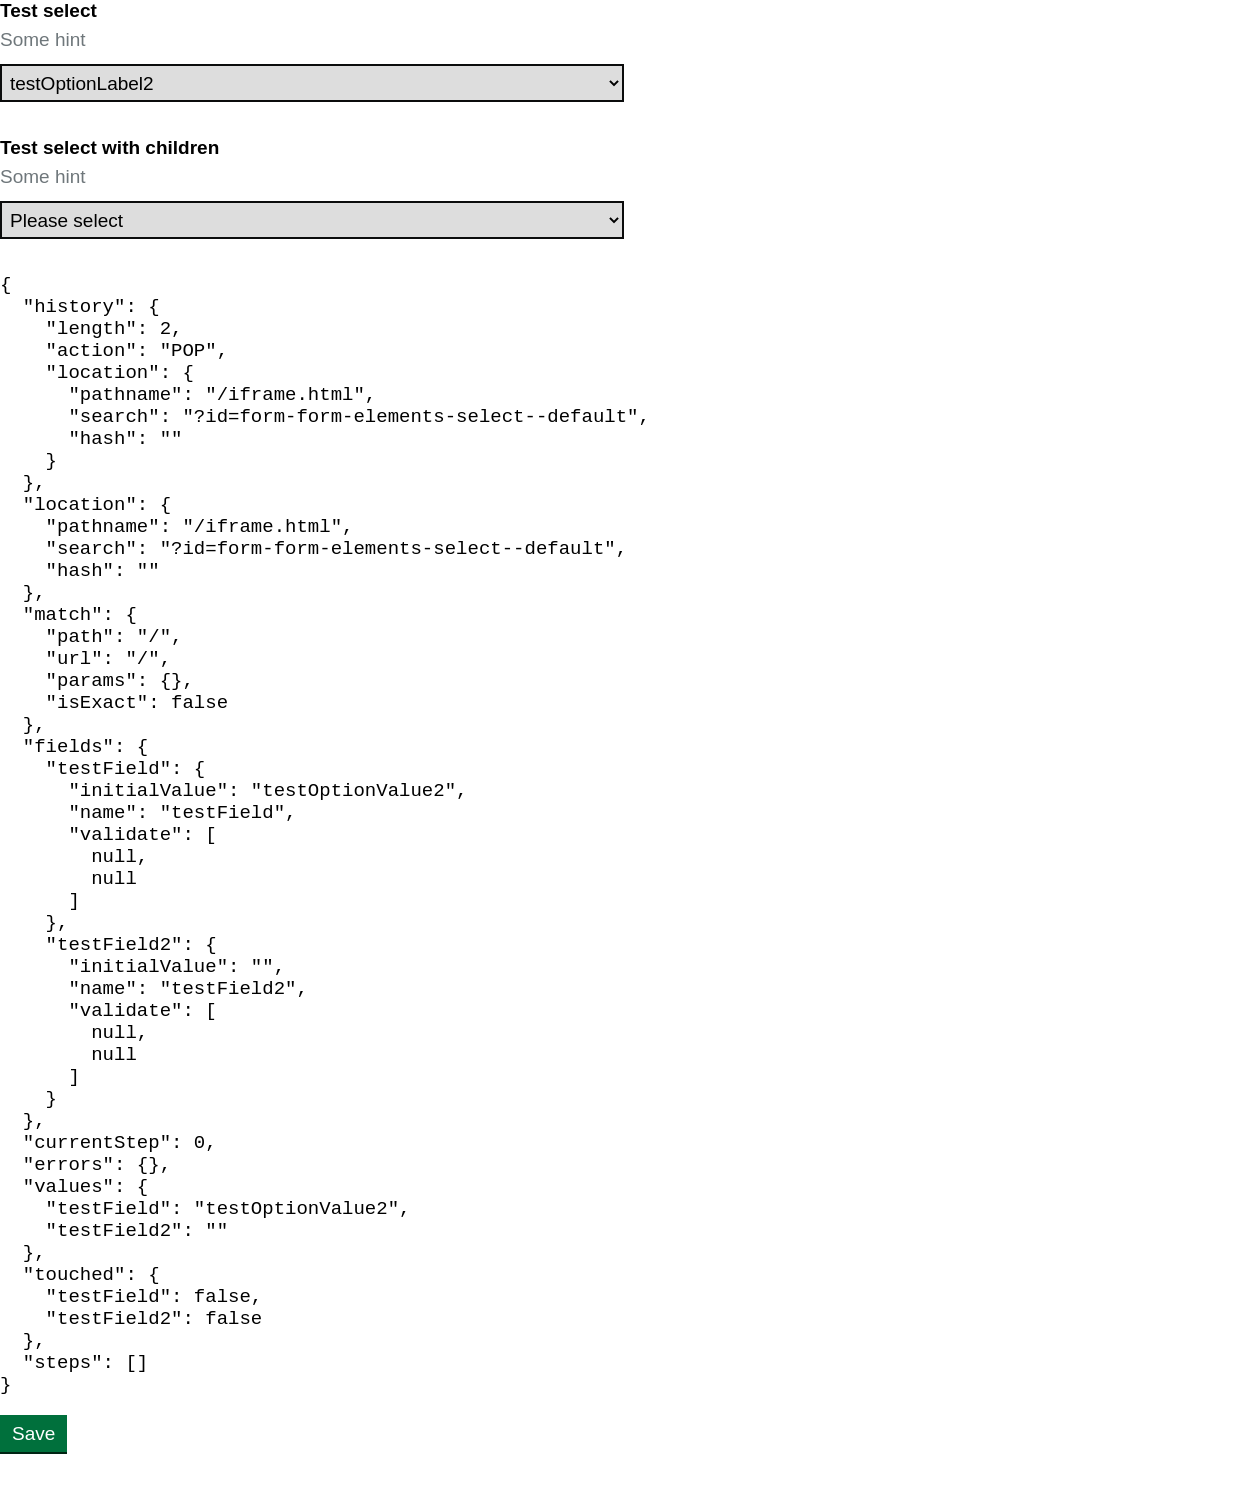 Test select
Some hint
testOptionLabel2
Test select with children
Some hint
Please select
{
  "history": {
    "length": 2,
    "action": "POP",
    "location": {
      "pathname": "/iframe.html",
      "search": "?id=form-form-elements-select--default",
      "hash": ""
    }
  },
  "location": {
    "pathname": "/iframe.html",
    "search": "?id=form-form-elements-select--default",
    "hash": ""
  },
  "match": {
    "path": "/",
    "url": "/",
    "params": {},
    "isExact": false
  },
  "fields": {
    "testField": {
      "initialValue": "testOptionValue2",
      "name": "testField",
      "validate": [
        null,
        null
      ]
    },
    "testField2": {
      "initialValue": "",
      "name": "testField2",
      "validate": [
        null,
        null
      ]
    }
  },
  "currentStep": 0,
  "errors": {},
  "values": {
    "testField": "testOptionValue2",
    "testField2": ""
  },
  "touched": {
    "testField": false,
    "testField2": false
  },
  "steps": []
}
Save